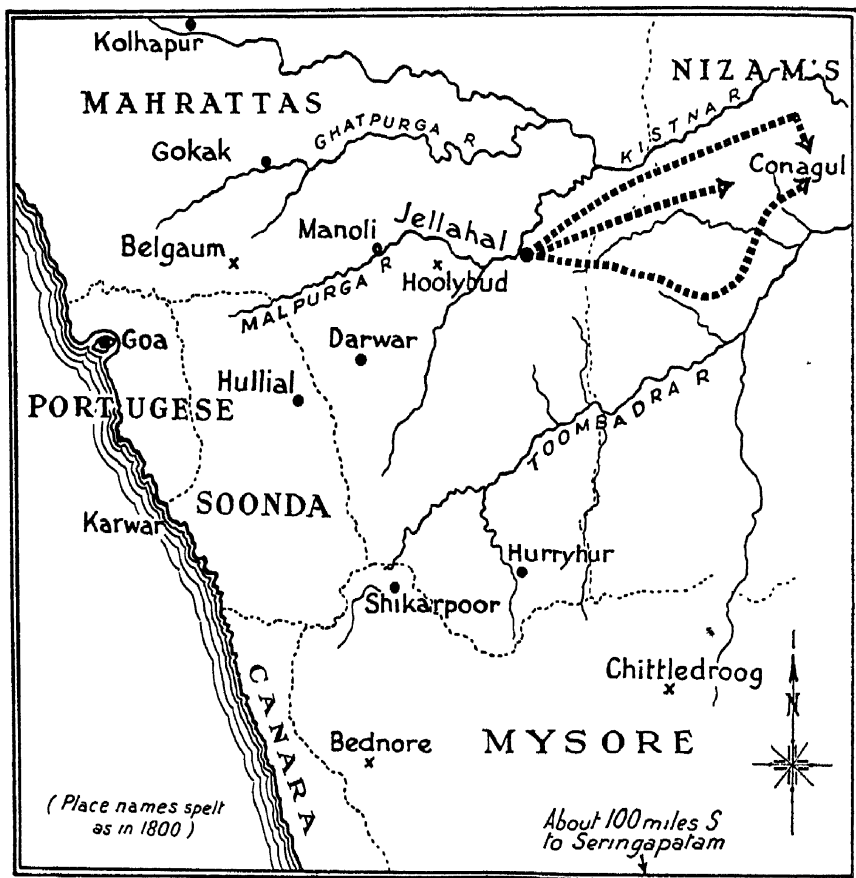 Kolhapur
NIZAM'S
MAHRATTAS
GHATPURGA R
KISTNA R
Gokak
Conagul
Jellahal
Manoli
Belgaum
Hoolybud
MALPURGA R
Goa
Darwar
Hullial
TOOMBADRA R
PORTUGESE
SOONDA
Karwar
Hurryhur
Shikarpoor
Chittledroog
N
CANARA
Bednore
MYSORE
( Place names spelt
as in 1800 )
About 100 miles S
to Seringapatam